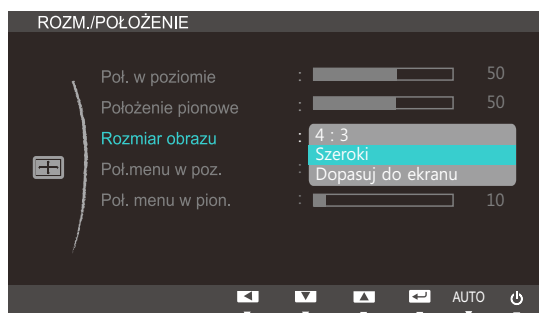 ROZM./POŁOŻENIE
Poł. w poziomie : 50
Położenie pionowe : 50
Rozmiar obrazu : 4 : 3
Szeroki
Poł.menu w poz. : Dopasuj do ekranu
Poł. menu w pion. : 10
AUTO